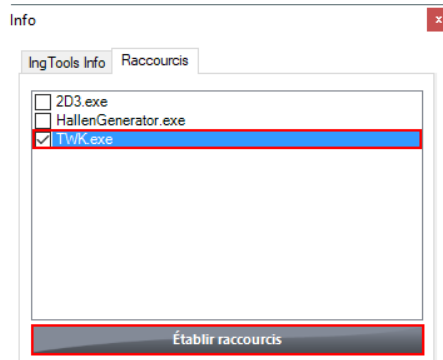 Info
x
IngTools Info Raccourcis
2D3.exe
HallenGenerator.exe
TWK.exe
Établir raccourcis